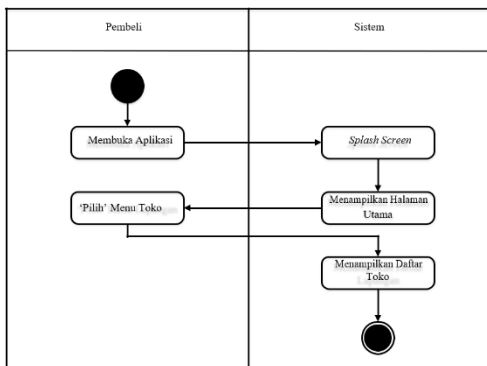 Pembeli
Sistem
Membuka Aplikasi
Splash Screen
Menampilkan Halaman
Utama
'Pilih' Menu Toko
Menampilkan Daftar
Toko